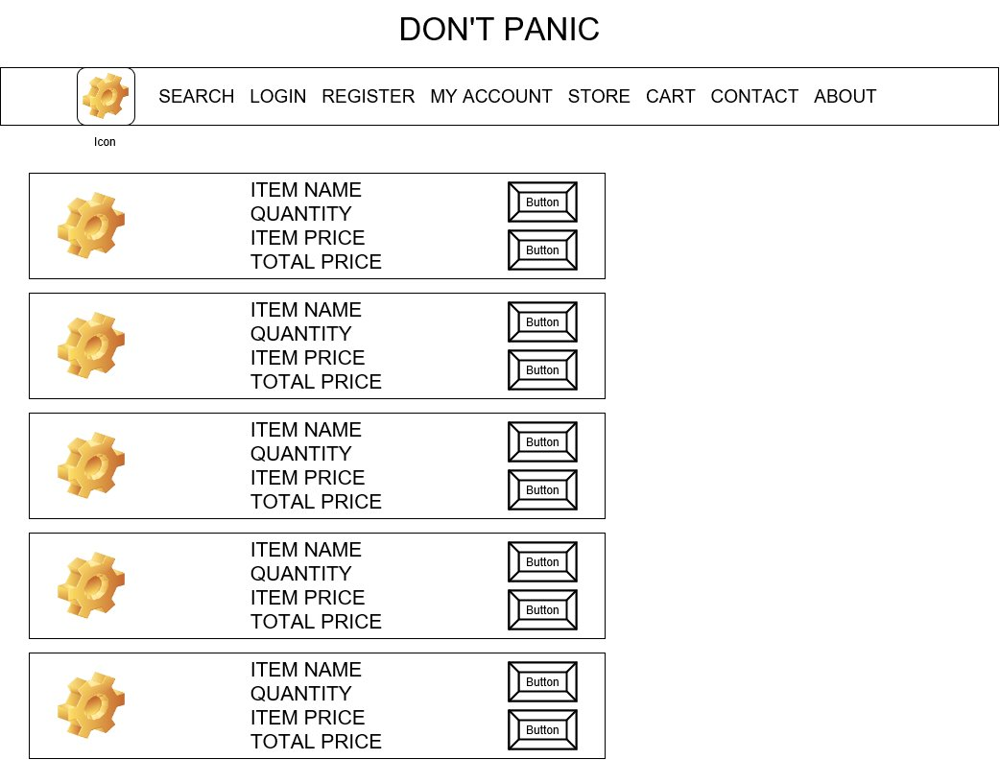 DON'T PANIC
SEARCH LOGIN REGISTER MY ACCOUNT STORE CART CONTACT ABOUT
Icon
ITEM NAME
QUANTITY
ITEM PRICE
TOTAL PRICE
Button
Button
ITEM NAME
QUANTITY
ITEM PRICE
TOTAL PRICE
Button
Button
ITEM NAME
QUANTITY
ITEM PRICE
TOTAL PRICE
Button
Button
ITEM NAME
QUANTITY
ITEM PRICE
TOTAL PRICE
Button
Button
ITEM NAME
QUANTITY
ITEM PRICE
TOTAL PRICE
Button
Button